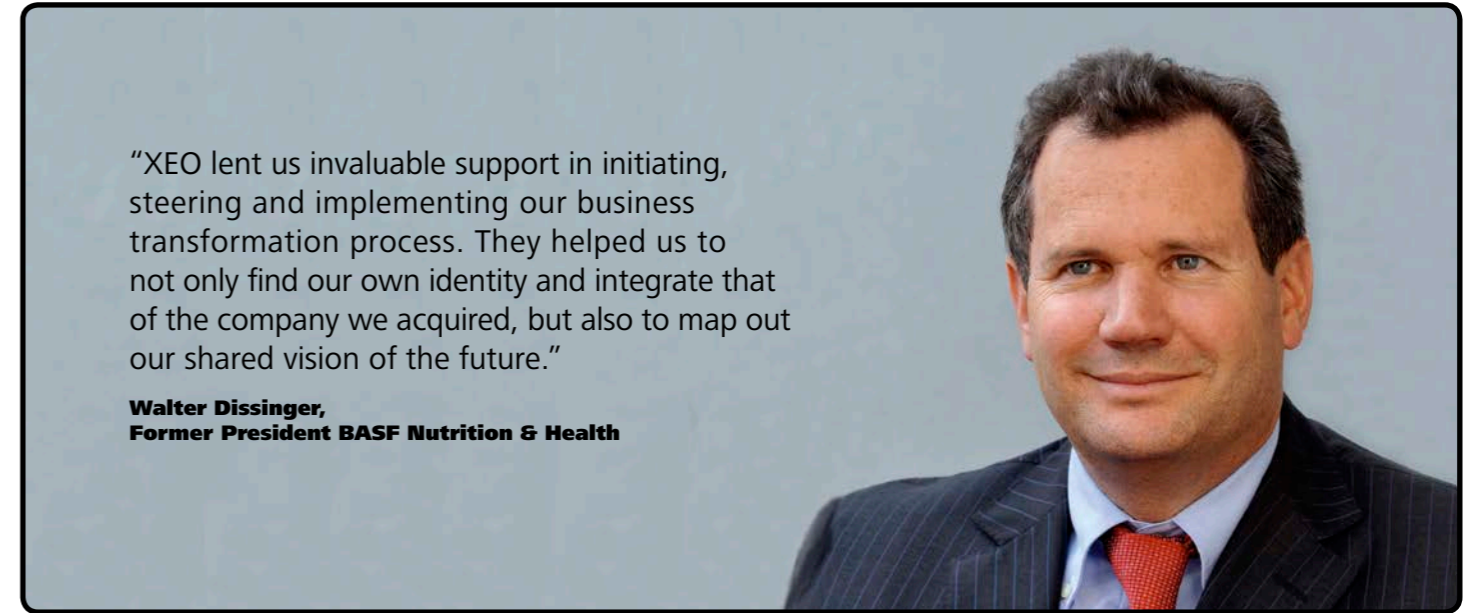 “XEO lent us invaluable support in initiating,
steering and implementing our business
transformation process. They helped us to
not only find our own identity and integrate that
of the company we acquired, but also to map out
our shared vision of the future.”
Walter Dissinger,
Former President BASF Nutrition & Health